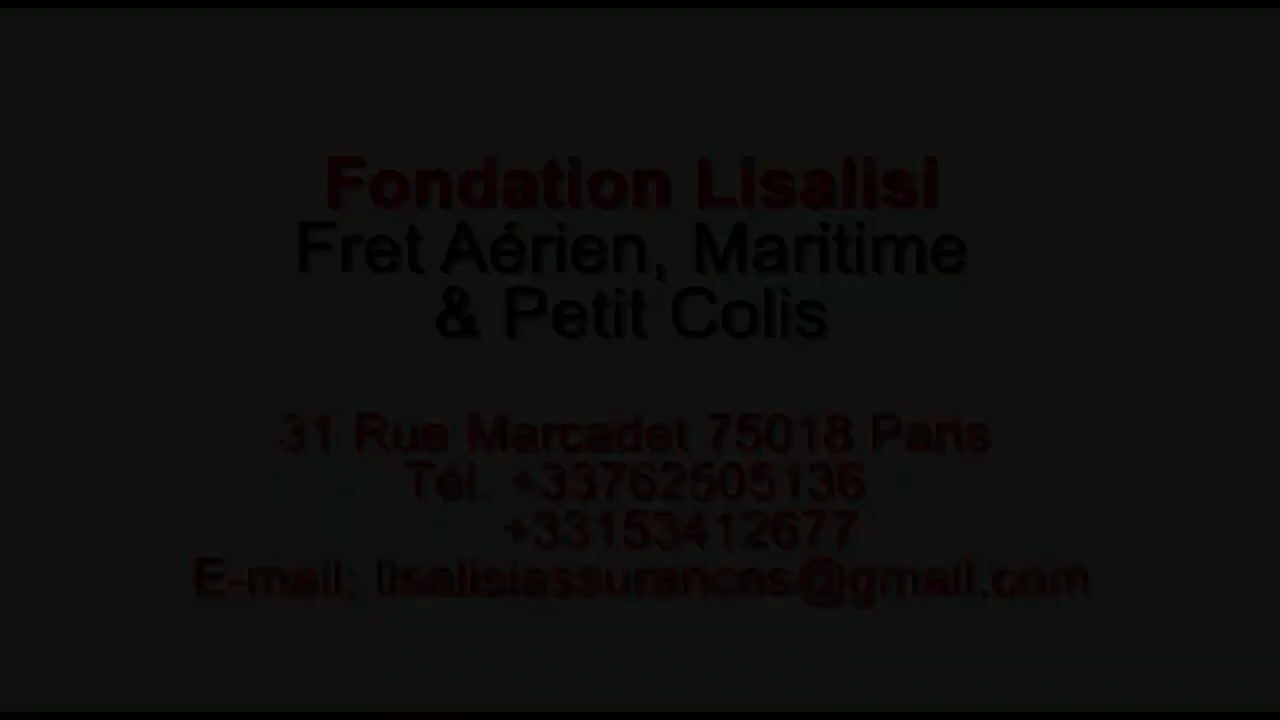 Fondation Lisalisi
Fret Aérien, Maritime
& Petit Colis
31 Rue Marcadet 75018 Paris
Tél. +33762505136
+33153412677
E-mail; lisalisiassurances@gmail.com